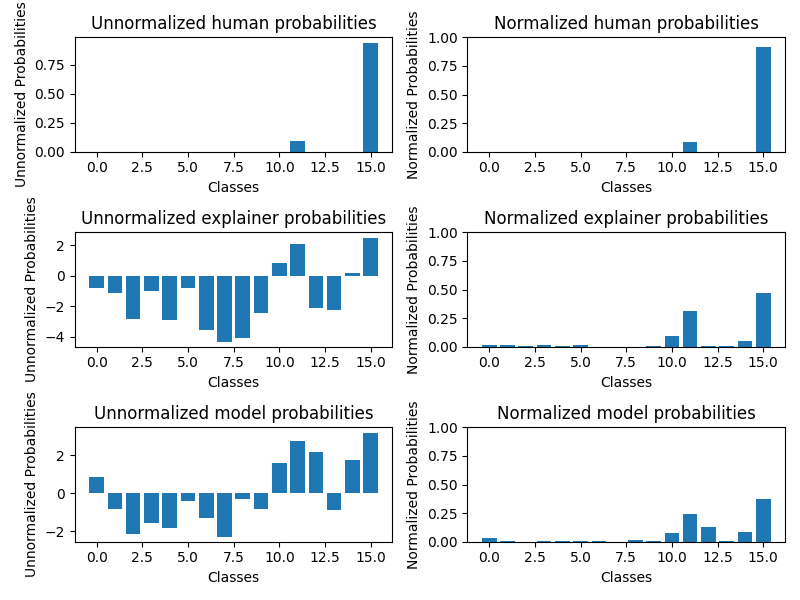 Unnormalized human probabilities
Unnormalized Probabilities
0.75
0.50
0.25
0.00
0.0 2.5 5.0 7.5 10.0 12.5 15.0
Classes
Normalized human probabilities
Normalized Probabilities
1.00
0.75
0.50
0.25
0.00
0.0 2.5 5.0 7.5 10.0 12.5 15.0
Classes
Unnormalized explainer probabilities
Unnormalized Probabilities
2
0
−2
−4
0.0 2.5 5.0 7.5 10.0 12.5 15.0
Classes
Normalized explainer probabilities
Normalized Probabilities
1.00
0.75
0.50
0.25
0.00
0.0 2.5 5.0 7.5 10.0 12.5 15.0
Classes
Unnormalized model probabilities
Unnormalized Probabilities
2
0
−2
0.0 2.5 5.0 7.5 10.0 12.5 15.0
Classes
Normalized model probabilities
Normalized Probabilities
1.00
0.75
0.50
0.25
0.00
0.0 2.5 5.0 7.5 10.0 12.5 15.0
Classes